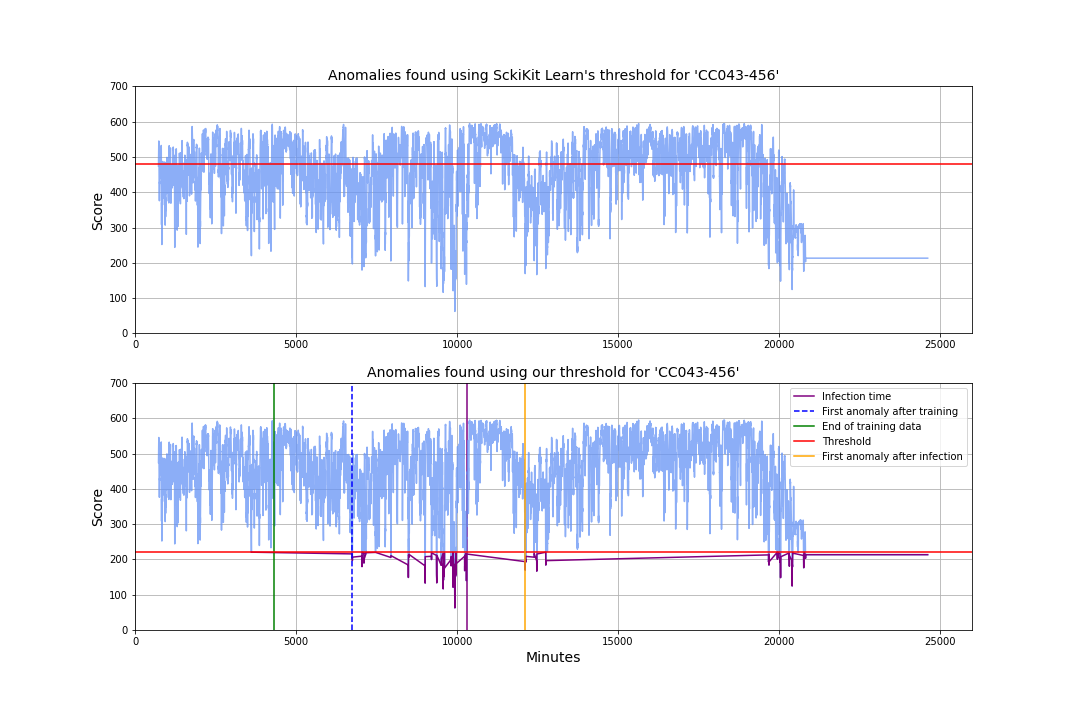 Anomalies found using SckiKit Learn's threshold for 'CC043-456'
700
600
500
400
300
200
100
0
Score
0 5000 10000 15000 20000 25000
Anomalies found using our threshold for 'CC043-456'
700
600
500
400
300
200
100
0
Score
Infection time
First anomaly after training
End of training data
Threshold
First anomaly after infection
0 5000 10000 15000 20000 25000
Minutes